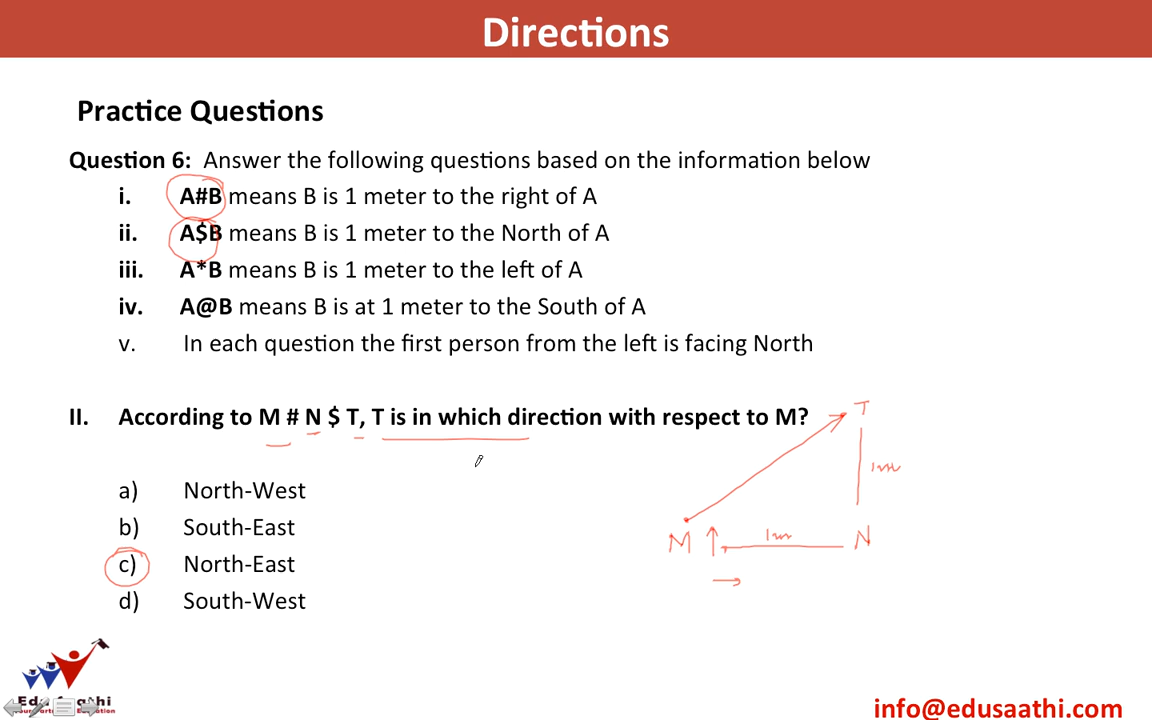 Directions
Practice Questions
Question 6: Answer the following questions based on the information below
i. A#B means B is 1 meter to the right of A
ii. A$B means B is 1 meter to the North of A
iii. A*B means B is 1 meter to the left of A
iv. A@B means B is at 1 meter to the South of A
v. In each question the first person from the left is facing North
II. According to M # N $ T, T is in which direction with respect to M?
T
1m
a) North-West
b) South-East
M 1m N
c) North-East
d) South-West
info@edusaathi.com